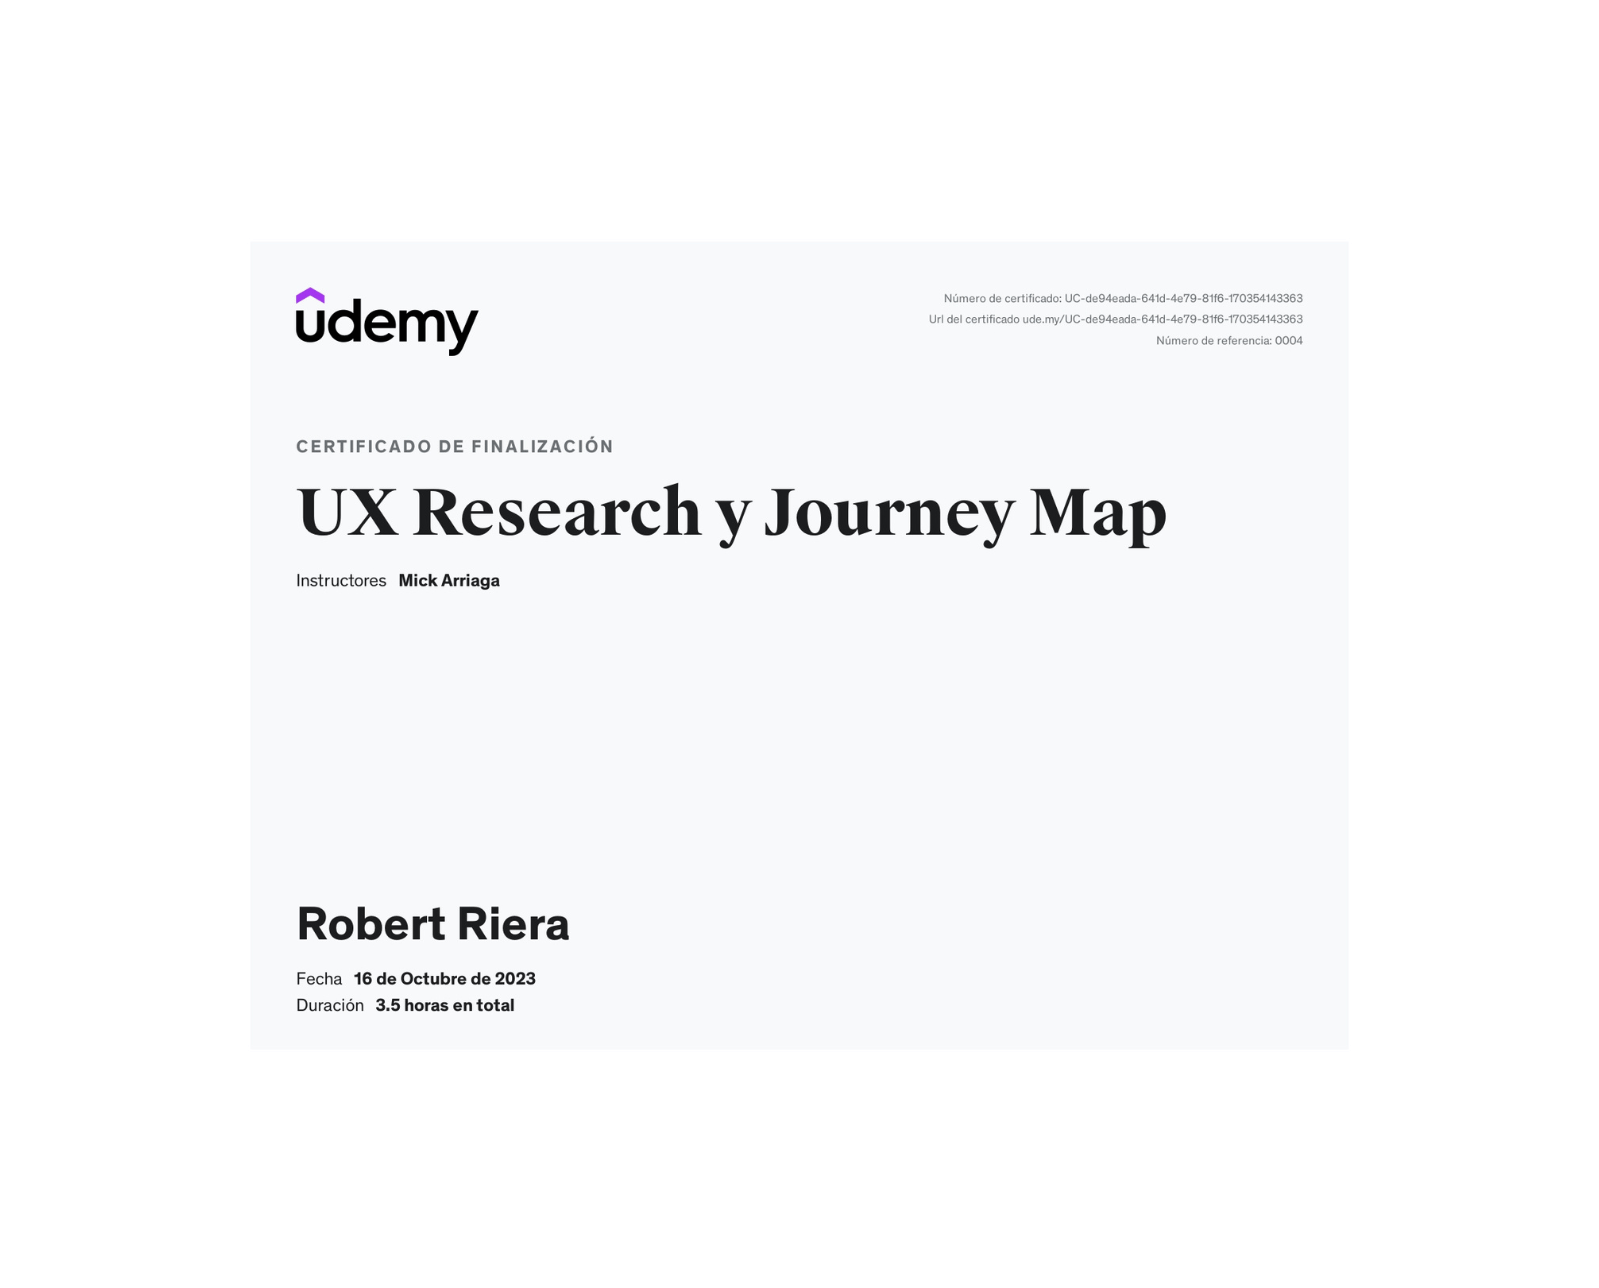 udemy
Número de certificado: UC-de94eada-641d-4e79-81f6-170354143363
Url del certificado ude.my/UC-de94eada-641d-4e79-81f6-170354143363
Número de referencia: 0004
CERTIFICADO DE FINALIZACIÓN
UX Research y Journey Map
Instructores Mick Arriaga
Robert Riera
Fecha 16 de Octubre de 2023
Duración 3.5 horas en total